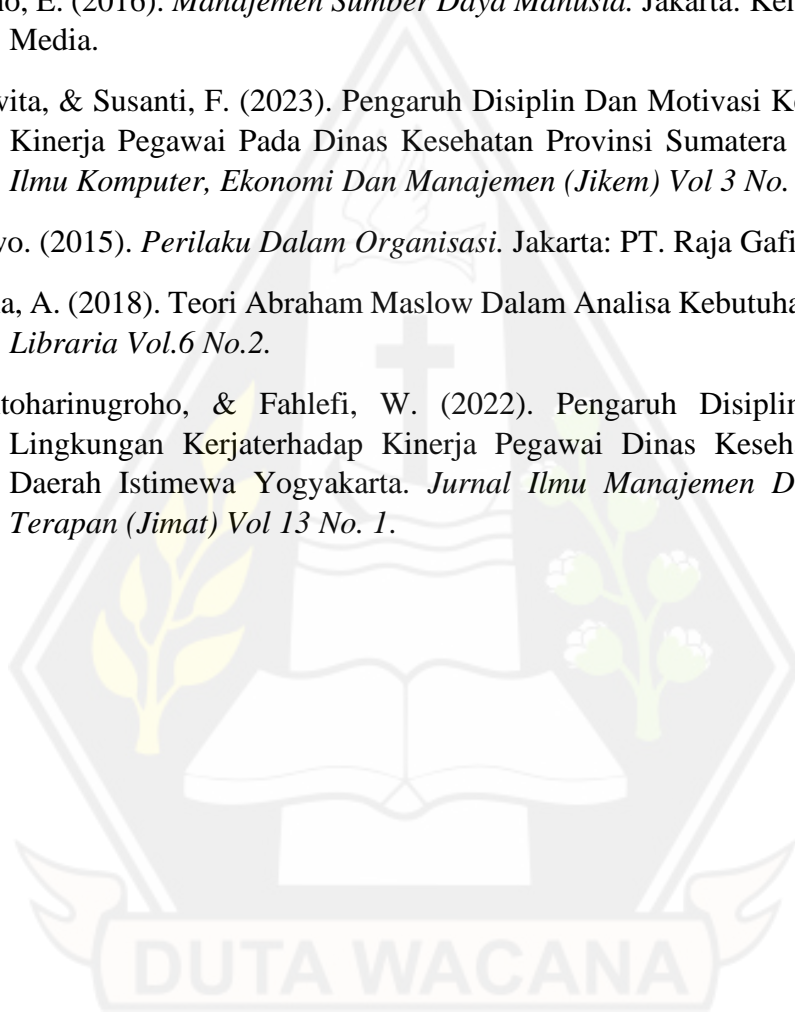 no, E. (2016). Manajemen Sumber Daya Manusia. Jakarta:
Media.
vita, & Susanti, F. (2023). Pengaruh Disiplin Dan Motivasi
Kinerja Pegawai Pada Dinas Kesehatan Provinsi Sumatera
Ilmu Komputer, Ekonomi Dan Manajemen (Jikem) Vol 3 No.
yo. (2015). Perilaku Dalam Organisasi. Jakarta: PT. Raja Gafi
a, A. (2018). Teori Abraham Maslow Dalam Analisa Kebutuha
Libraria Vol.6 No.2.
toharinugroho, & Fahlefi, W. (2022). Pengaruh Disiplin
Lingkungan Kerjaterhadap Kinerja Pegawai Dinas Keseh
Daerah Istimewa Yogyakarta. Jurnal Ilmu Manajemen D
Terapan (Jimat) Vol 13 No. 1.
DUTA WACANA